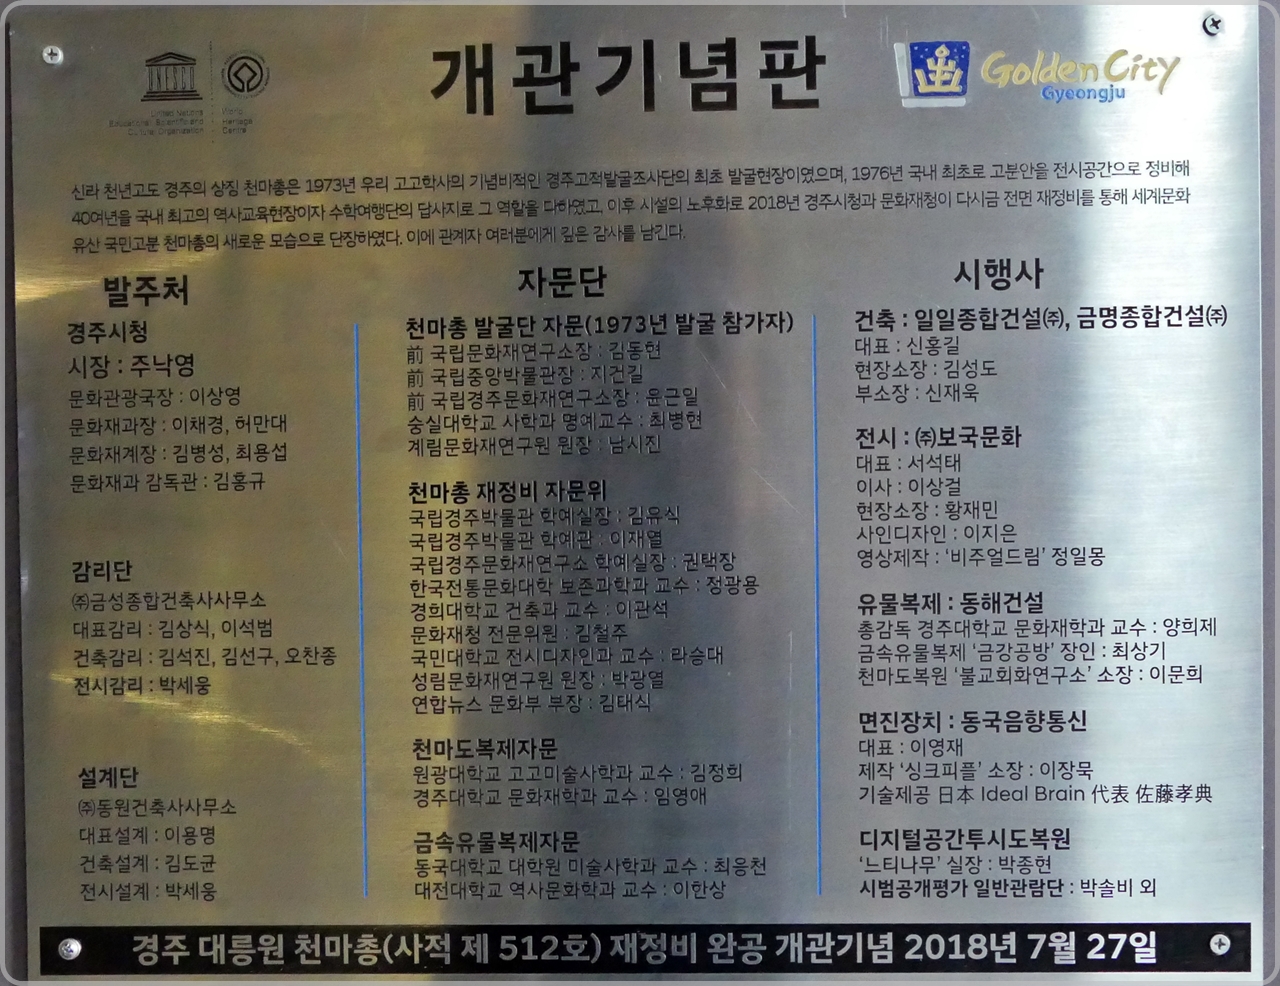 United Nations
Educational, Scientific and
Cultural Organization
World
Heritage
Centre
개관기념판
Golden City
Gyeongju
신라 천년고도 경주의 상징 천마총은 1973년 우리 고고학사의 기념비적인 경주고적발굴조사단의 최초 발굴현장이었으며, 1976년 국내 최초로 고분안을 전시공간으로 정비해
40여년을 국내 최고의 역사교육현장이자 수학여행단의 답사지로 그 역할을 다하였고, 이후 시설의 노후화로 2018년 경주시청과 문화재청이 다시금 전면 재정비를 통해 세계문화
유산 국민고분 천마총의 새로운 모습으로 단장하였다. 이에 관계자 여러분에게 깊은 감사를 남긴다.
발주처
경주시청
시장 : 주낙영
문화관광국장 : 이상영
문화재과장 : 이채경, 허만대
문화재계장 : 김병성, 최용섭
문화재과 감독관 : 김홍규
감리단
㈜금성종합건축사사무소
대표감리 : 김상식, 이석범
건축감리 : 김석진, 김선구, 오찬종
전시감리 : 박세웅
설계단
㈜동원건축사사무소
대표설계 : 이용명
건축설계 : 김도균
전시설계 : 박세웅
자문단
천마총 발굴단 자문(1973년 발굴 참가자)
前 국립문화재연구소장 : 김동현
前 국립중앙박물관장 : 지건길
前 국립경주문화재연구소장 : 윤근일
숭실대학교 사학과 명예교수 : 최병현
계림문화재연구원 원장 : 남시진
천마총 재정비 자문위
국립경주박물관 학예실장 : 김유식
국립경주박물관 학예관 : 이재열
국립경주문화재연구소 학예실장 : 권택장
한국전통문화대학 보존과학과 교수 : 정광용
경희대학교 건축과 교수 : 이관석
문화재청 전문위원 : 김철주
국민대학교 전시디자인과 교수 : 라승대
성림문화재연구원 원장 : 박광열
연합뉴스 문화부 부장 : 김태식
천마도복제자문
원광대학교 고고미술사학과 교수 : 김정희
경주대학교 문화재학과 교수 : 임영애
금속유물복제자문
동국대학교 대학원 미술사학과 교수 : 최응천
대전대학교 역사문화학과 교수 : 이한상
시행사
건축 : 일일종합건설㈜, 금명종합건설㈜
대표 : 신홍길
현장소장 : 김성도
부소장 : 신재욱
전시 : ㈜보국문화
대표 : 서석태
이사 : 이상걸
현장소장 : 황재민
사인디자인 : 이지은
영상제작 : '비주얼드림' 정일몽
유물복제 : 동해건설
총감독 경주대학교 문화재학과 교수 : 양희제
금속유물복제 '금강공방' 장인 : 최상기
천마도복원 '불교회화연구소' 소장 : 이문희
면진장치 : 동국음향통신
대표 : 이영재
제작 '싱크피플' 소장 : 이장묵
기술제공 日本 Ideal Brain 代表 佐藤孝典
디지털공간투시도복원
'느티나무' 실장 : 박종현
시범공개평가 일반관람단 : 박솔비 외
경주 대릉원 천마총(사적 제 512호) 재정비 완공 개관기념 2018년 7월 27일